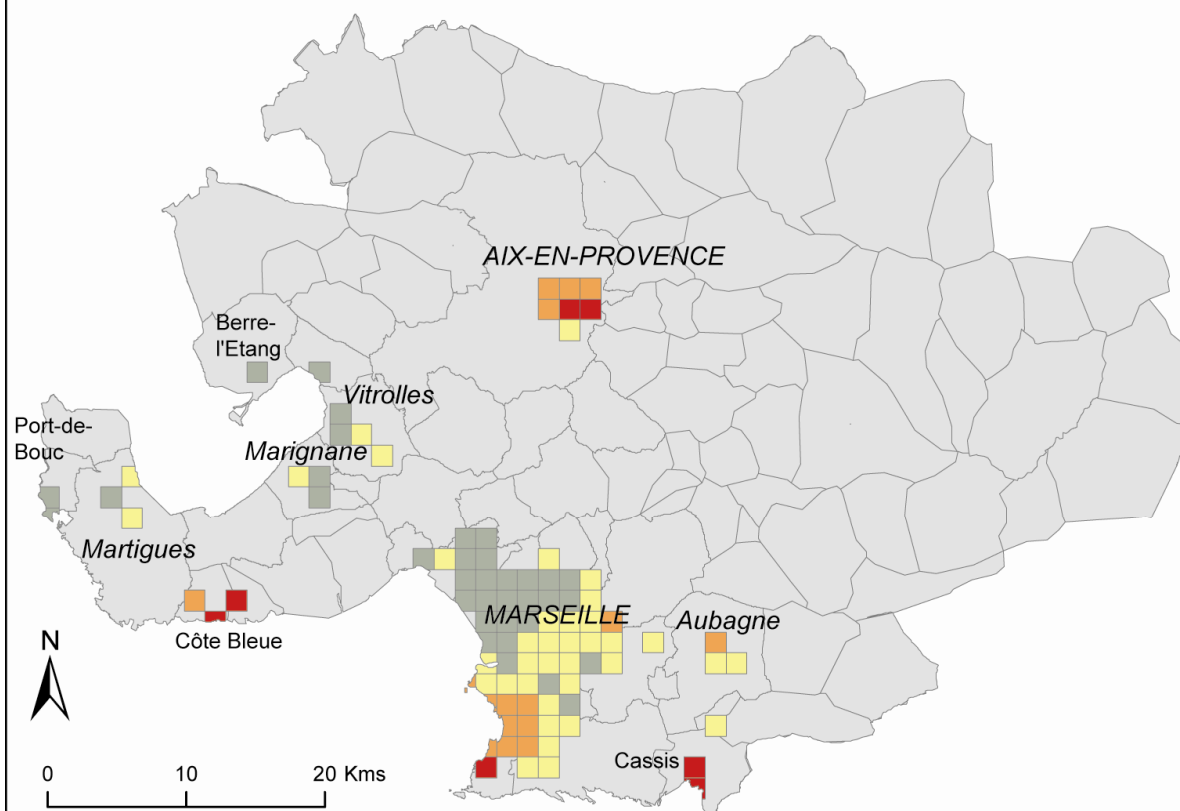 AIX-EN-PROVENCE
Berre-
l'Etang
Vitrolles
Port-de-
Bouc
Marignane
Martigues
MARSEILLE
Aubagne
Côte Bleue
N
Cassis
0 10 20 Kms